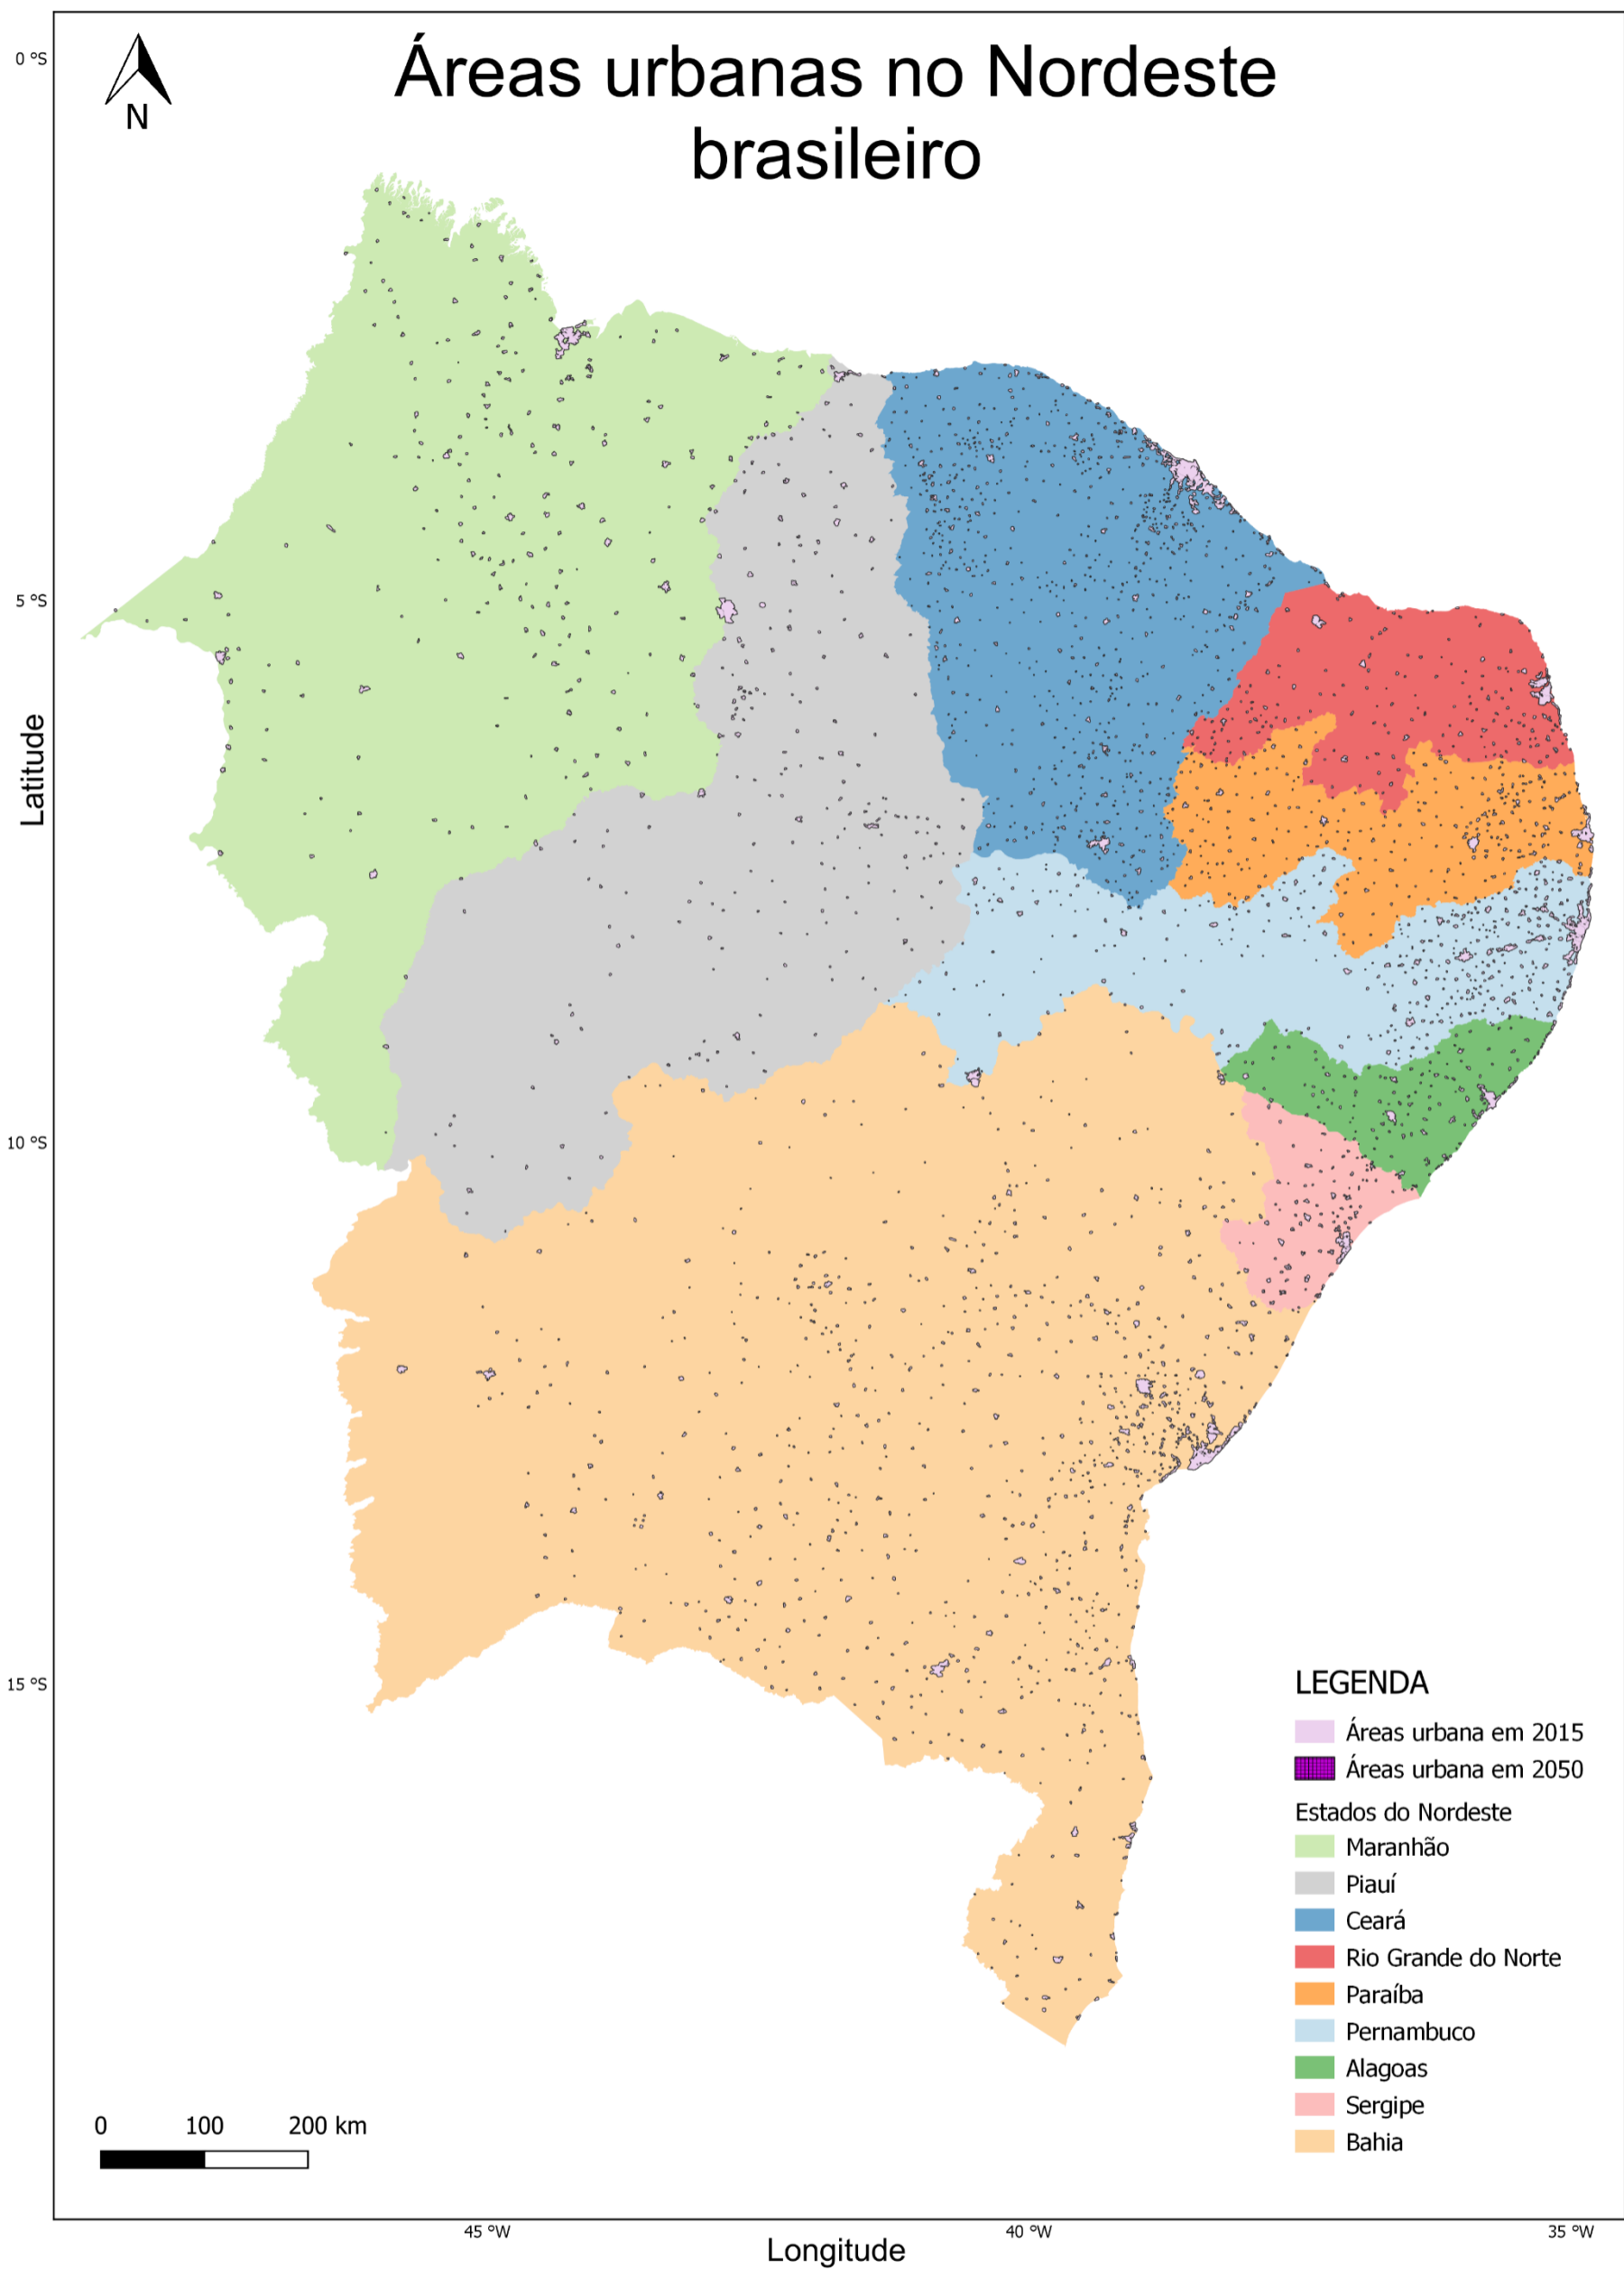 Áreas urbanas no Nordeste
brasileiro
N
0 °S
5 °S
Latitude
10 °S
15 °S
LEGENDA
Áreas urbana em 2015
Áreas urbana em 2050
Estados do Nordeste
Maranhão
Piauí
Ceará
Rio Grande do Norte
Paraíba
Pernambuco
Alagoas
Sergipe
Bahia
0 100 200 km
45 °W 40 °W 35 °W
Longitude